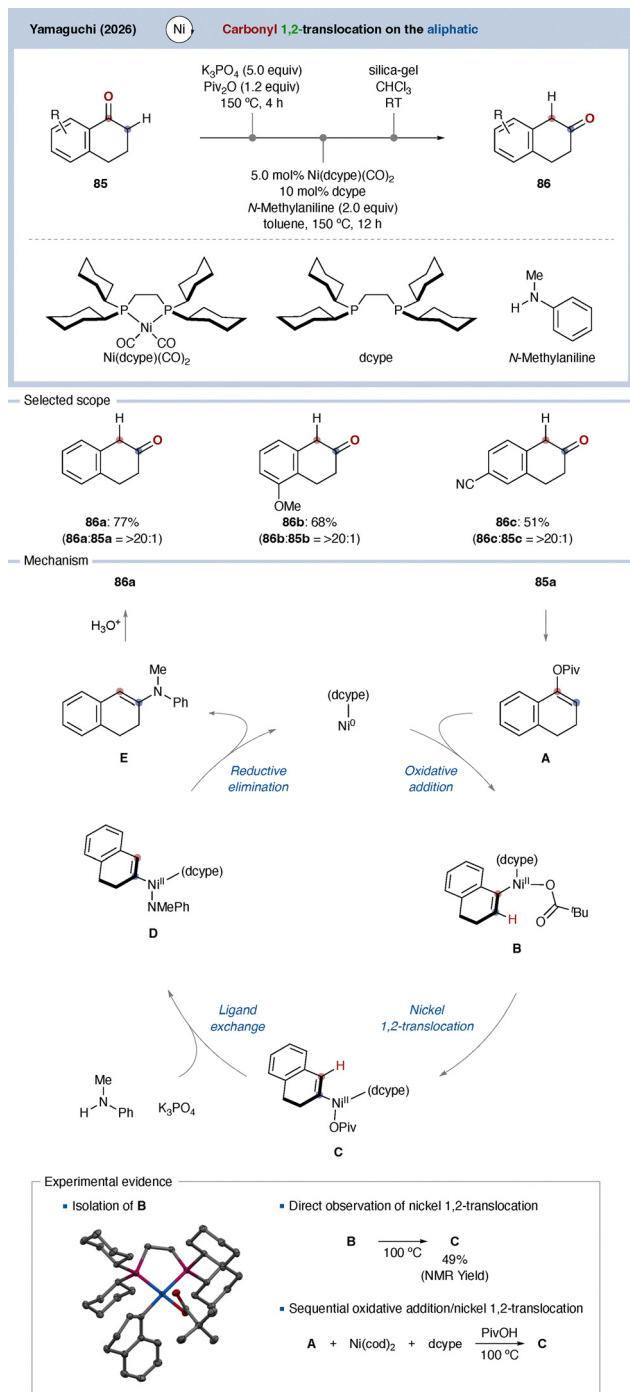 Yamaguchi (2026) Ni Carbonyl 1,2-translocation on the aliphatic
K3PO4 (5.0 equiv)
Piv2O (1.2 equiv)
150 ºC, 4 h
silica-gel
CHCl3
RT
R
O
H
85
5.0 mol% Ni(dcype)(CO)2
10 mol% dcype
N-Methylaniline (2.0 equiv)
toluene, 150 ºC, 12 h
R
H
O
86
P
P
Ni
OC
CO
Ni(dcype)(CO)2
P
P
dcype
Me
H
N
N-Methylaniline
Selected scope
H
O
86a: 77%
(86a:85a = >20:1)
H
O
OMe
86b: 68%
(86b:85b = >20:1)
H
O
NC
86c: 51%
(86c:85c = >20:1)
Mechanism
86a
85a
H3O+
Me
N
Ph
E
(dcype)
Ni0
OPiv
A
Reductive
elimination
Oxidative
addition
NiII
(dcype)
NMePh
D
(dcype)
NiII
O
O
tBu
H
B
Ligand
exchange
Nickel
1,2-translocation
Me
H
N
Ph
K3PO4
H
NiII
(dcype)
OPiv
C
Experimental evidence
Isolation of B
Direct observation of nickel 1,2-translocation
B
100 ºC
C
49%
(NMR Yield)
Sequential oxidative addition/nickel 1,2-translocation
A + Ni(cod)2 + dcype
PivOH
100 ºC
C